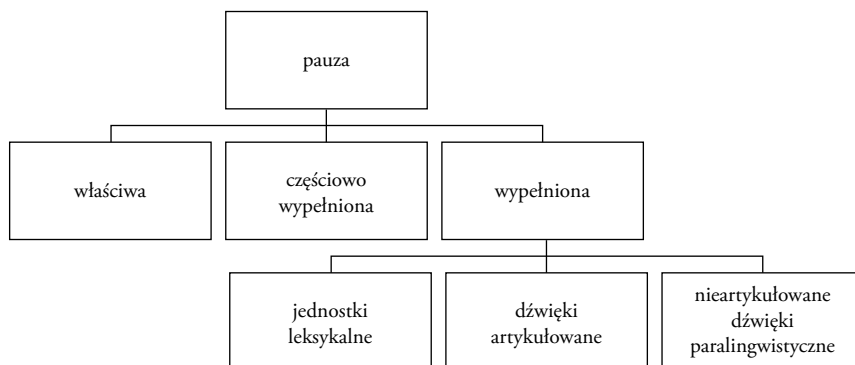 pauza
właściwa
częściowo
wypełniona
wypełniona
jednostki
leksykalne
dźwięki
artykułowane
nieartykułowane
dźwięki
paralingwistyczne